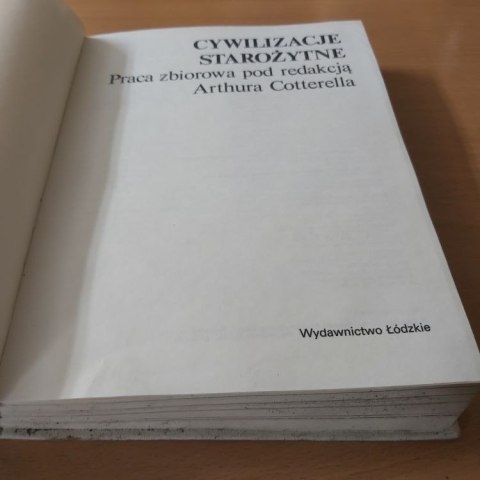 CYWILIZACJE
STAROŻYTNE
Praca zbiorowa pod redakcją
Arthura Cotterella
Wydawnictwo Łódzkie